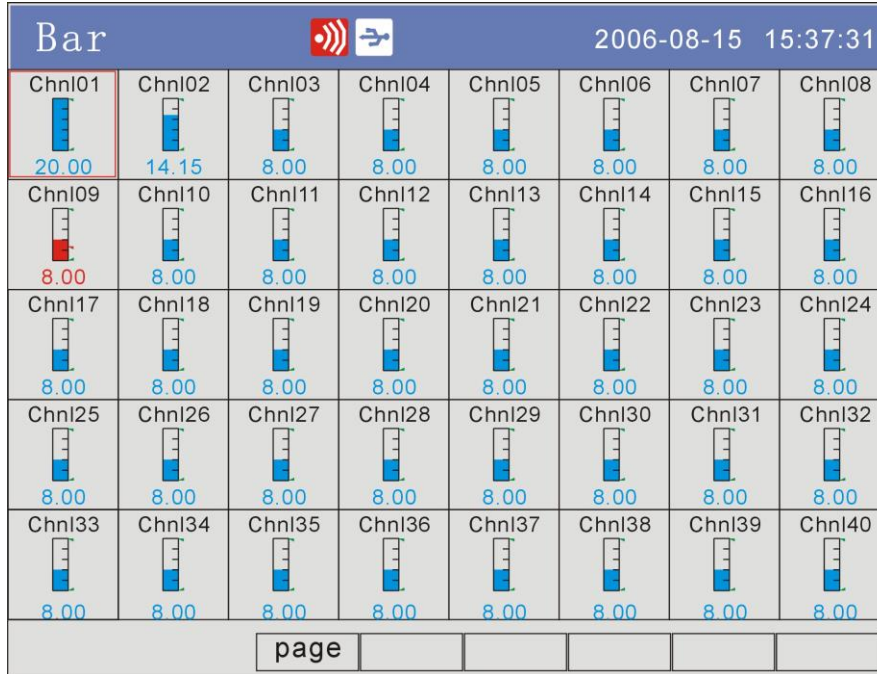 Bar 2006-08-15 15:37:31
Chnl01 Chnl02 Chnl03 Chnl04 Chnl05 Chnl06 Chnl07 Chnl08
20.00 14.15 8.00 8.00 8.00 8.00 8.00 8.00
Chnl09 Chnl10 Chnl11 Chnl12 Chnl13 Chnl14 Chnl15 Chnl16
8.00 8.00 8.00 8.00 8.00 8.00 8.00 8.00
Chnl17 Chnl18 Chnl19 Chnl20 Chnl21 Chnl22 Chnl23 Chnl24
8.00 8.00 8.00 8.00 8.00 8.00 8.00 8.00
Chnl25 Chnl26 Chnl27 Chnl28 Chnl29 Chnl30 Chnl31 Chnl32
8.00 8.00 8.00 8.00 8.00 8.00 8.00 8.00
Chnl33 Chnl34 Chnl35 Chnl36 Chnl37 Chnl38 Chnl39 Chnl40
8.00 8.00 8.00 8.00 8.00 8.00 8.00 8.00
page